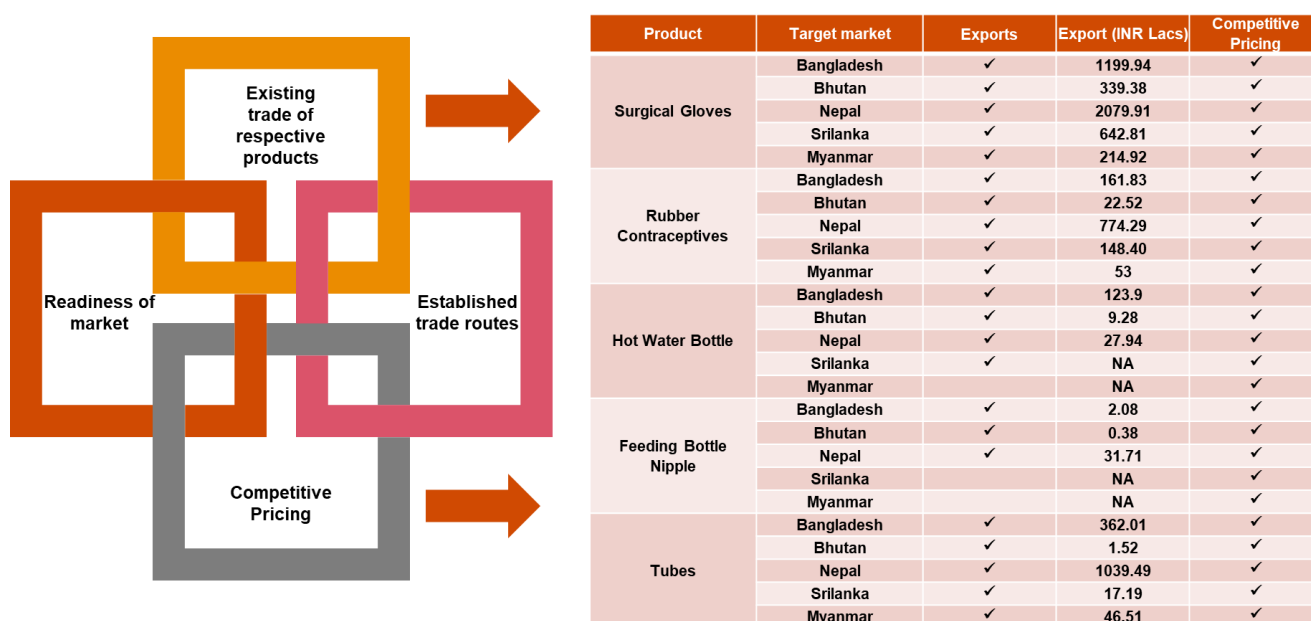 Existing
trade of
respective
products
Readiness of
market
Established
trade routes
Competitive
Pricing
Product Target market Exports Export (INR Lacs) Competitive Pricing
Surgical Gloves
Bangladesh ✓ 1199.94 ✓
Bhutan ✓ 339.38 ✓
Nepal ✓ 2079.91 ✓
Srilanka ✓ 642.81 ✓
Myanmar ✓ 214.92 ✓
Rubber
Contraceptives
Bangladesh ✓ 161.83 ✓
Bhutan ✓ 22.52 ✓
Nepal ✓ 774.29 ✓
Srilanka ✓ 148.40 ✓
Myanmar ✓ 53 ✓
Hot Water Bottle
Bangladesh ✓ 123.9 ✓
Bhutan ✓ 9.28 ✓
Nepal ✓ 27.94 ✓
Srilanka ✓ NA ✓
Myanmar NA ✓
Feeding Bottle
Nipple
Bangladesh ✓ 2.08 ✓
Bhutan ✓ 0.38 ✓
Nepal ✓ 31.71 ✓
Srilanka NA ✓
Myanmar NA ✓
Tubes
Bangladesh ✓ 362.01 ✓
Bhutan ✓ 1.52 ✓
Nepal ✓ 1039.49 ✓
Srilanka ✓ 17.19 ✓
Myanmar ✓ 46.51 ✓